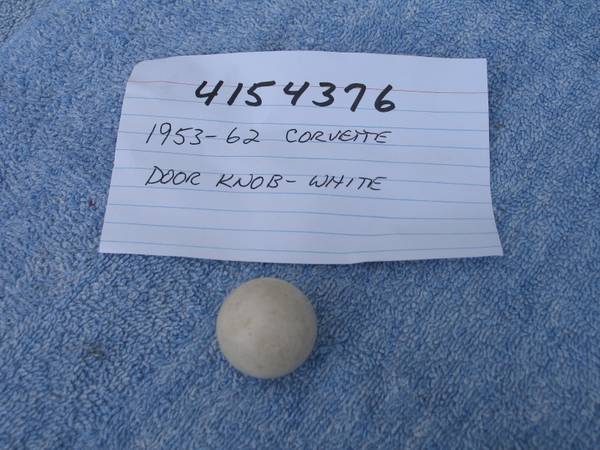 4154376
1953-62 CORVETTE
DOOR KNOB- WHITE